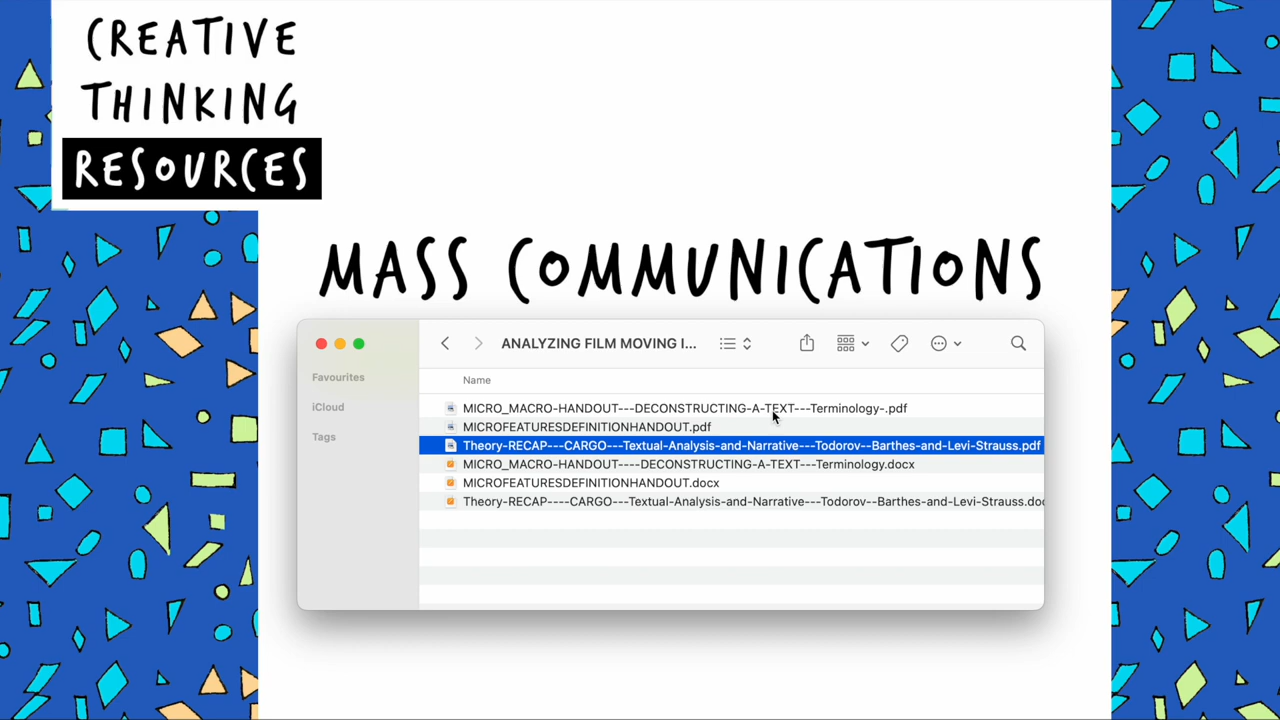 CREATIVE
THINKING
RESOURCES
MASS COMMUNICATIONS
ANALYZING FILM MOVING I...
Favourites
iCloud
Tags
Name
MICRO_MACRO-HANDOUT---DECONSTRUCTING-A-TEXT---Terminology-.pdf
MICROFEATURESDEFINITIONHANDOUT.pdf
Theory-RECAP---CARGO---Textual-Analysis-and-Narrative---Todorov--Barthes-and-Levi-Strauss.pdf
MICRO_MACRO-HANDOUT----DECONSTRUCTING-A-TEXT---Terminology.docx
MICROFEATURESDEFINITIONHANDOUT.docx
Theory-RECAP----CARGO---Textual-Analysis-and-Narrative---Todorov--Barthes-and-Levi-Strauss.doc